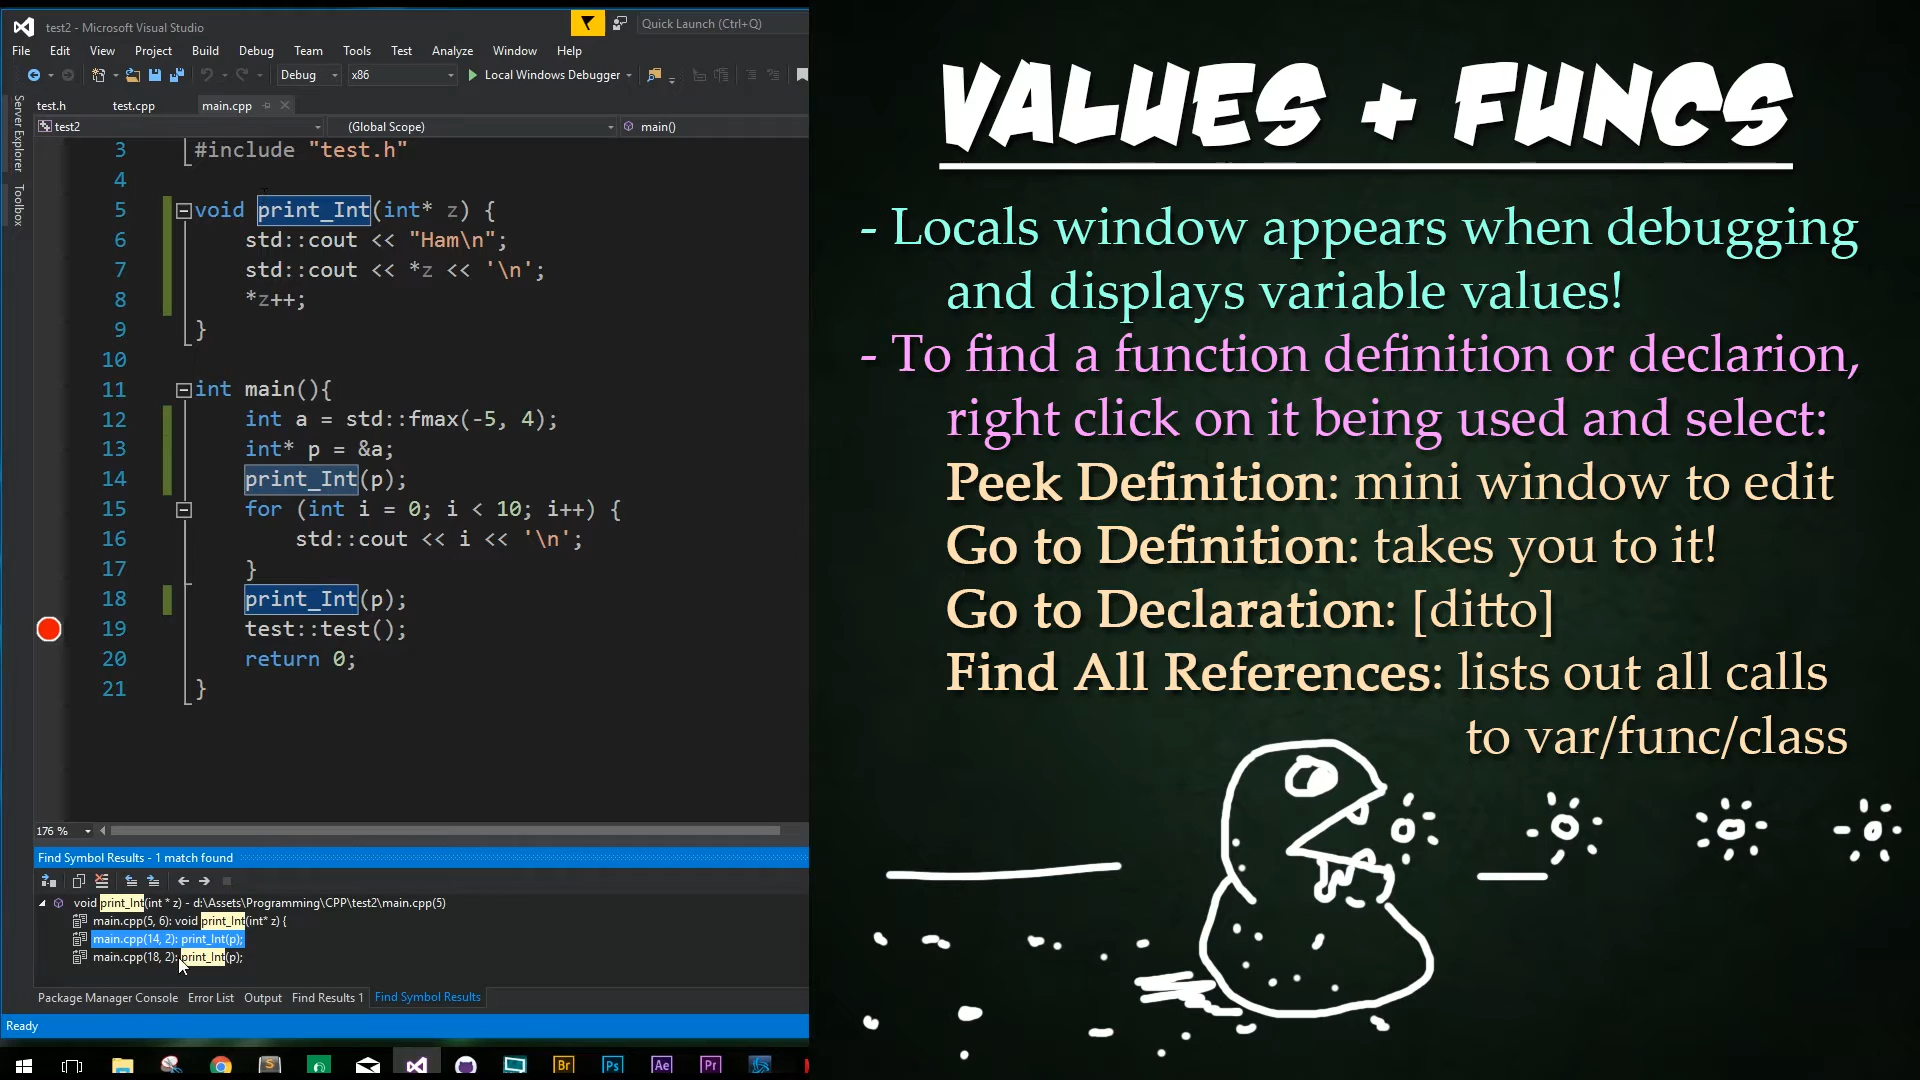 test2 - Microsoft Visual Studio
Quick Launch (Ctrl+Q)
File Edit View Project Build Debug Team Tools Test Analyze Window Help
Debug x86 Local Windows Debugger
test.h test.cpp main.cpp
test2 (Global Scope) main()
Server Explorer
Toolbox
3 #include "test.h"
4
5 void print_Int(int* z) {
6 std::cout << "Ham\n";
7 std::cout << *z << '\n';
8 *z++;
9 }
10
11 int main(){
12 int a = std::fmax(-5, 4);
13 int* p = &a;
14 print_Int(p);
15 for (int i = 0; i < 10; i++) {
16 std::cout << i << '\n';
17 }
18 print_Int(p);
19 test::test();
20 return 0;
21 }
176 %
Find Symbol Results - 1 match found
void print_Int(int * z) - d:\Assets\Programming\CPP\test2\main.cpp(5)
main.cpp(5, 6): void print_Int(int* z) {
main.cpp(14, 2): print_Int(p);
main.cpp(18, 2): print_Int(p);
Package Manager Console Error List Output Find Results 1 Find Symbol Results
Ready
S Br Ps Ae Pr
VALUES + FUNCS
- Locals window appears when debugging
and displays variable values!
- To find a function definition or declarion,
right click on it being used and select:
Peek Definition: mini window to edit
Go to Definition: takes you to it!
Go to Declaration: [ditto]
Find All References: lists out all calls
to var/func/class